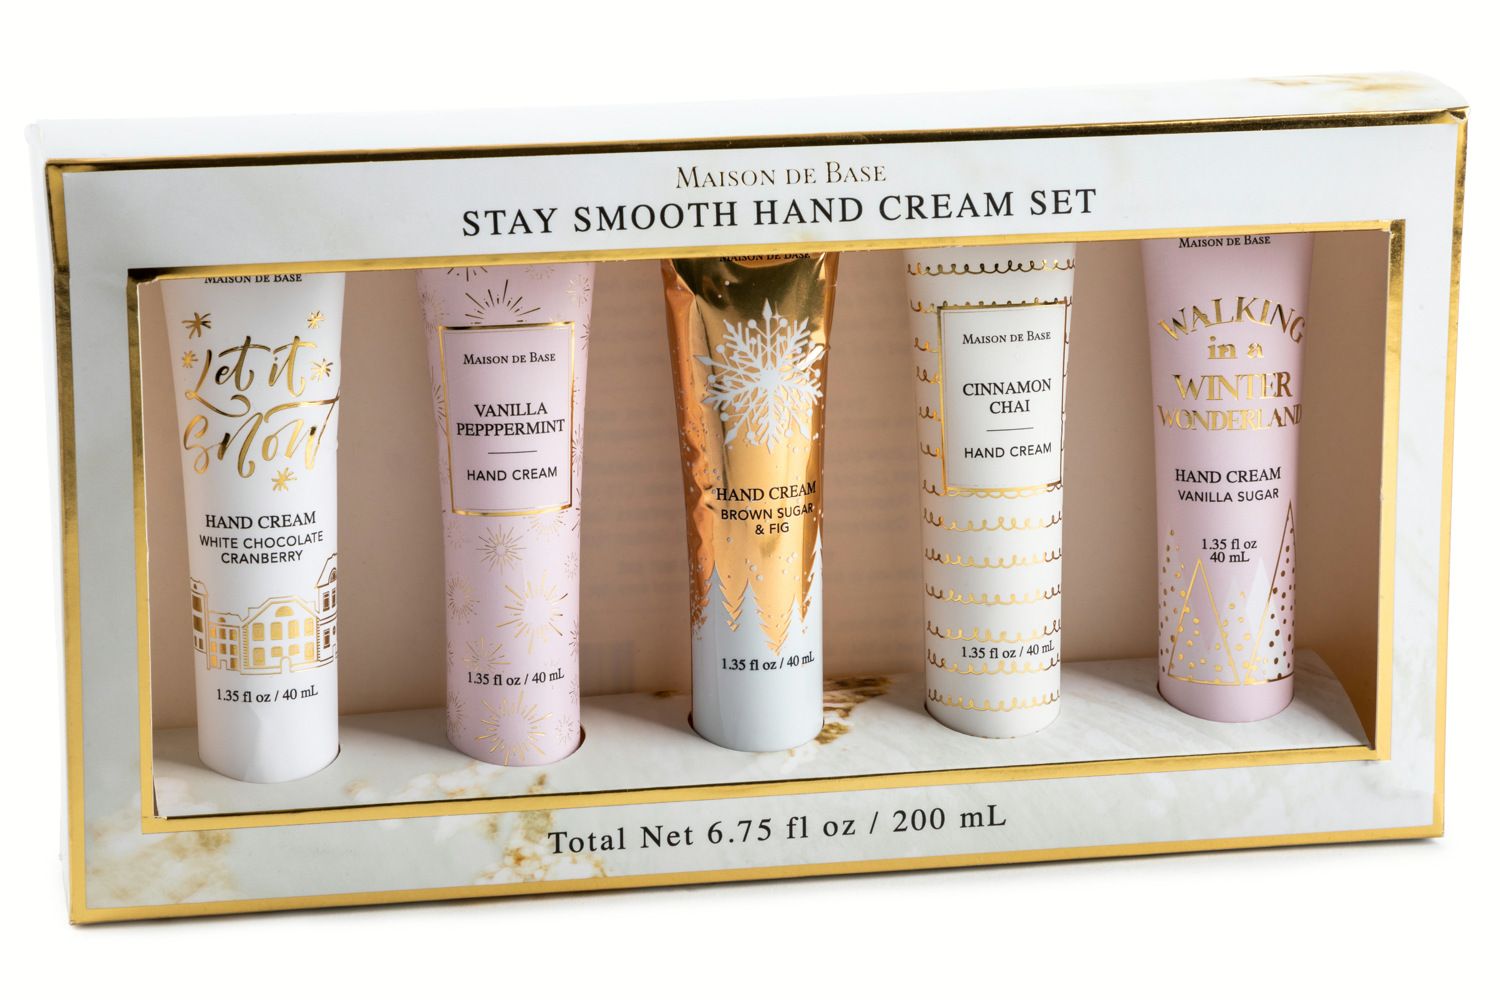 MAISON DE BASE
STAY SMOOTH HAND CREAM SET
MAISON DE BASE
Let it
Snow
HAND CREAM
WHITE CHOCOLATE
CRANBERRY
1.35 fl oz / 40 mL
MAISON DE BASE
VANILLA
PEPPPERMINT
HAND CREAM
1.35 fl oz / 40 mL
MAISON DE BASE
HAND CREAM
BROWN SUGAR
& FIG
1.35 fl oz / 40 mL
MAISON DE BASE
CINNAMON
CHAI
HAND CREAM
1.35 fl oz / 40 mL
MAISON DE BASE
WALKING
in a
WINTER
WONDERLAND
HAND CREAM
VANILLA SUGAR
1.35 fl oz
40 mL
Total Net 6.75 fl oz / 200 mL